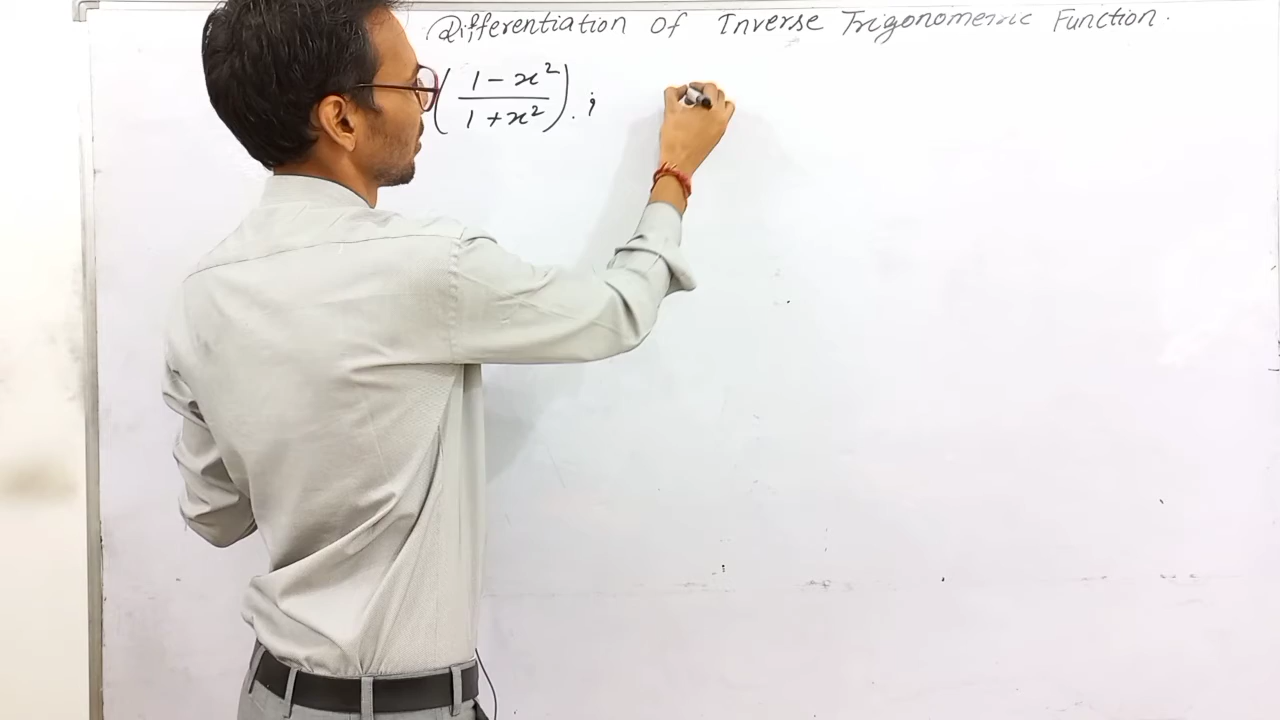 Differentiation Of Inverse Trigonometric Function.
(1-x²/1+x²). ;